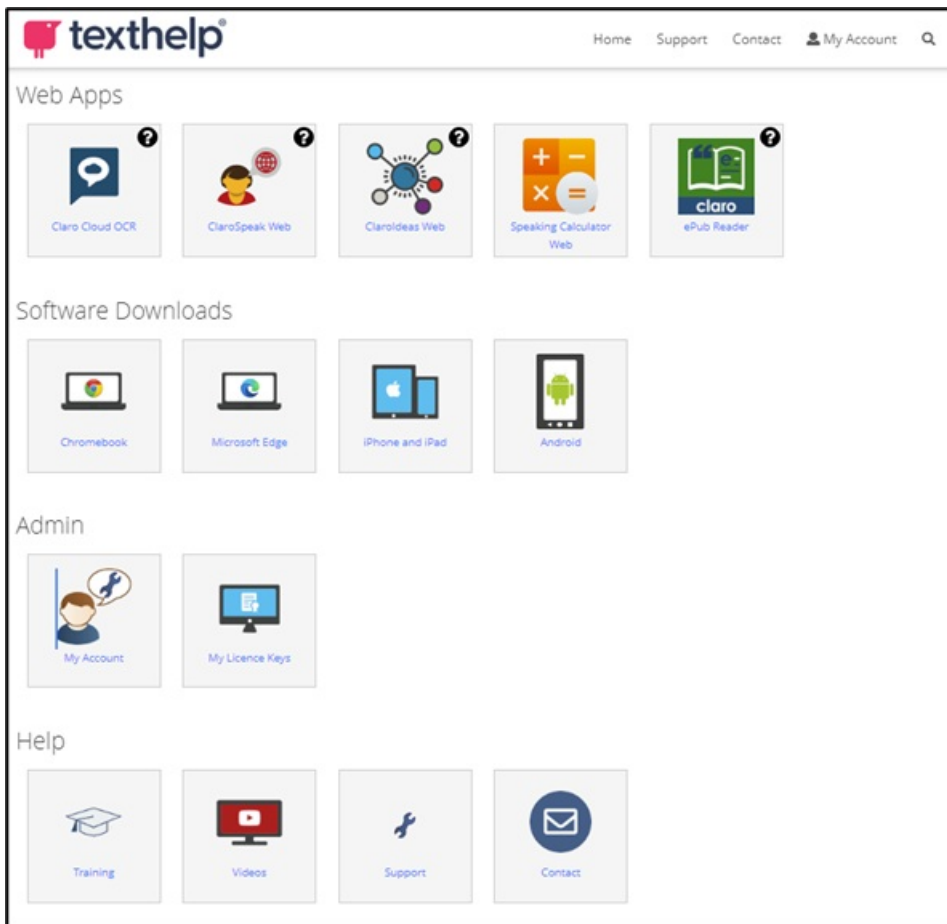 texthelp®
Home Support Contact My Account
Web Apps
? ? ? ?
Claro Cloud OCR ClaroSpeak Web ClaroIdeas Web Speaking Calculator Web claro ePub Reader
Software Downloads
Chromebook Microsoft Edge iPhone and iPad Android
Admin
My Account My Licence Keys
Help
Training Videos Support Contact